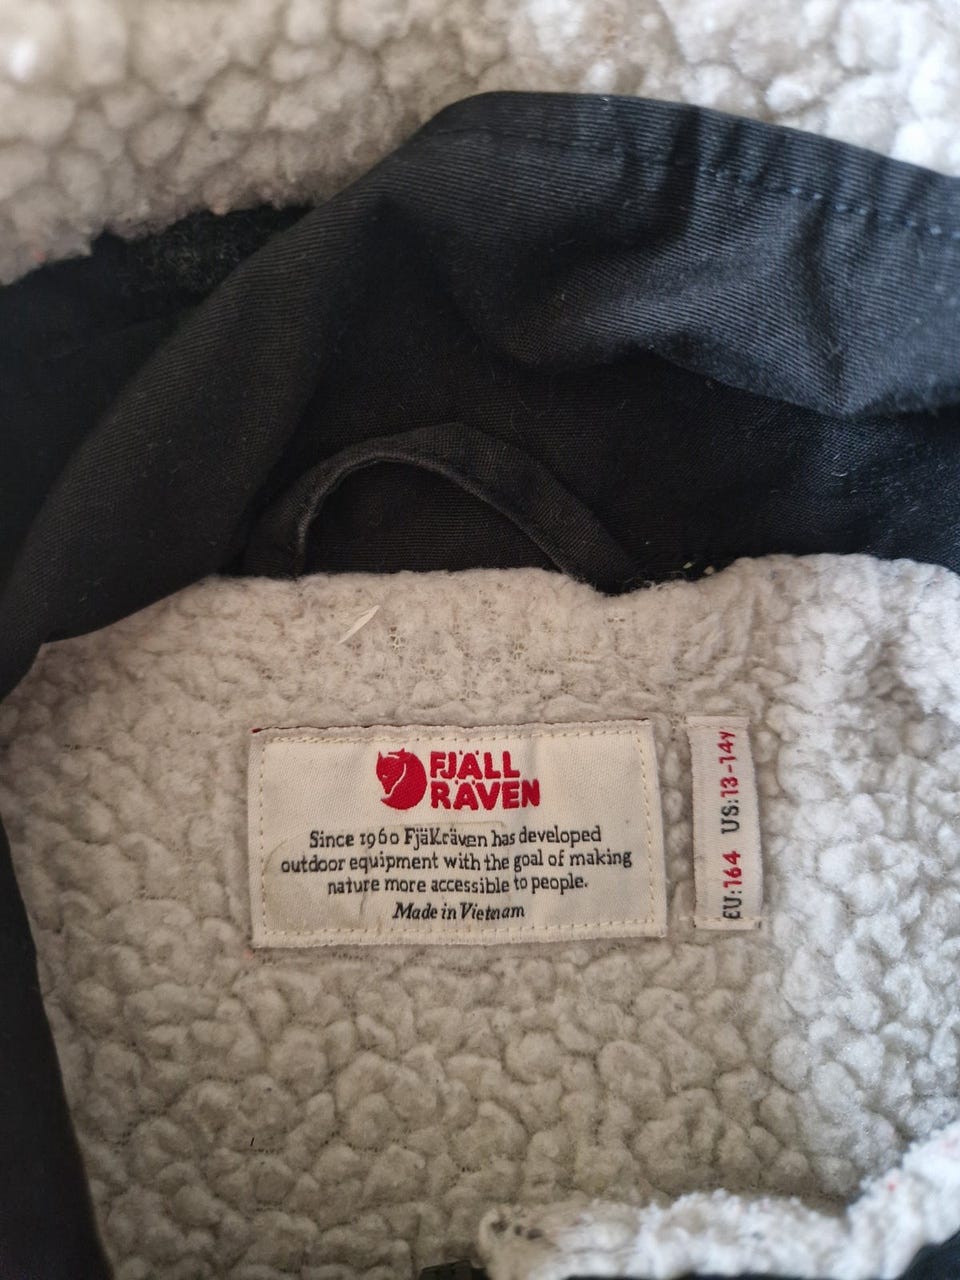 FJÄLL
RÄVEN
Since 1960 Fjäkräven has developed
outdoor equipment with the goal of making
nature more accessible to people.
Made in Vietnam
EU:164 US:13-14y